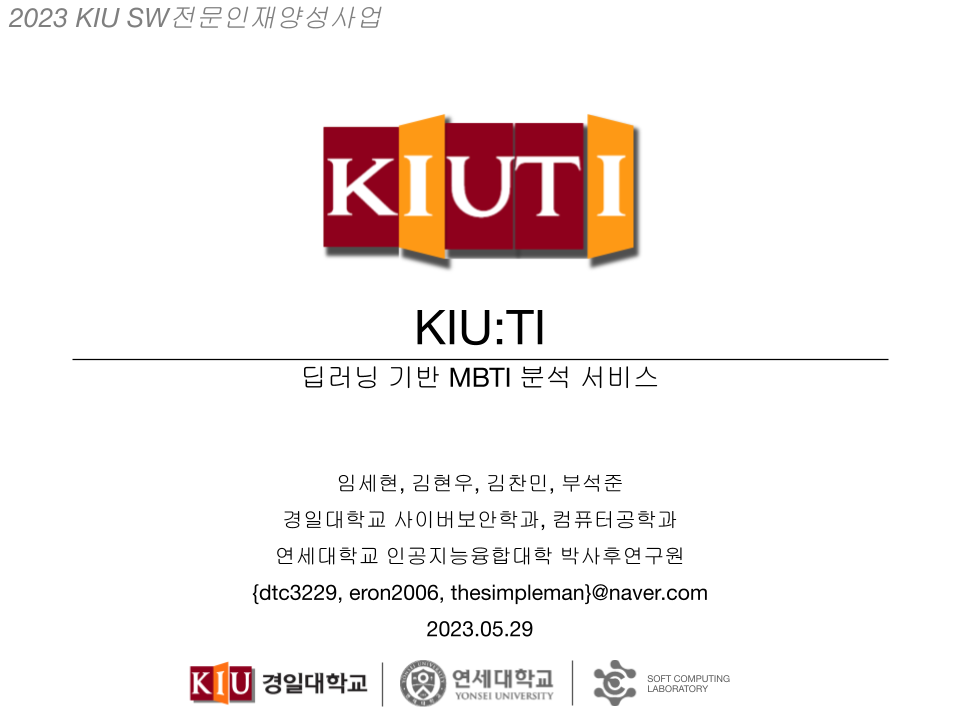 2023 KIU SW전문인재양성사업
KIUTI
KIU:TI
딥러닝 기반 MBTI 분석 서비스
임세현, 김현우, 김찬민, 부석준
경일대학교 사이버보안학과, 컴퓨터공학과
연세대학교 인공지능융합대학 박사후연구원
{dtc3229, eron2006, thesimpleman}@naver.com
2023.05.29
KIU 경일대학교
연세대학교
YONSEI UNIVERSITY
SOFT COMPUTING
LABORATORY